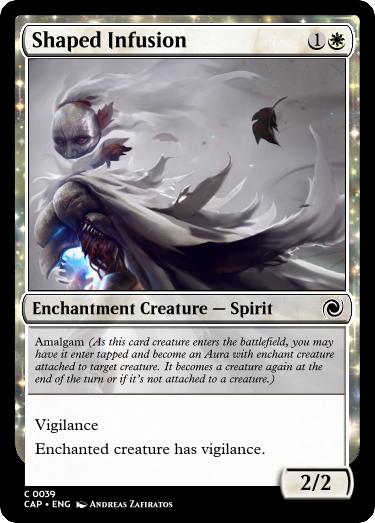 Shaped Infusion 1
Enchantment Creature — Spirit
Amalgam (As this card creature enters the battlefield, you may
have it enter tapped and become an Aura with enchant creature
attached to target creature. It becomes a creature again at the
end of the turn or if it's not attached to a creature.)
Vigilance
Enchanted creature has vigilance.
2/2
C 0039
CAP • ENG Andreas Zafiratos